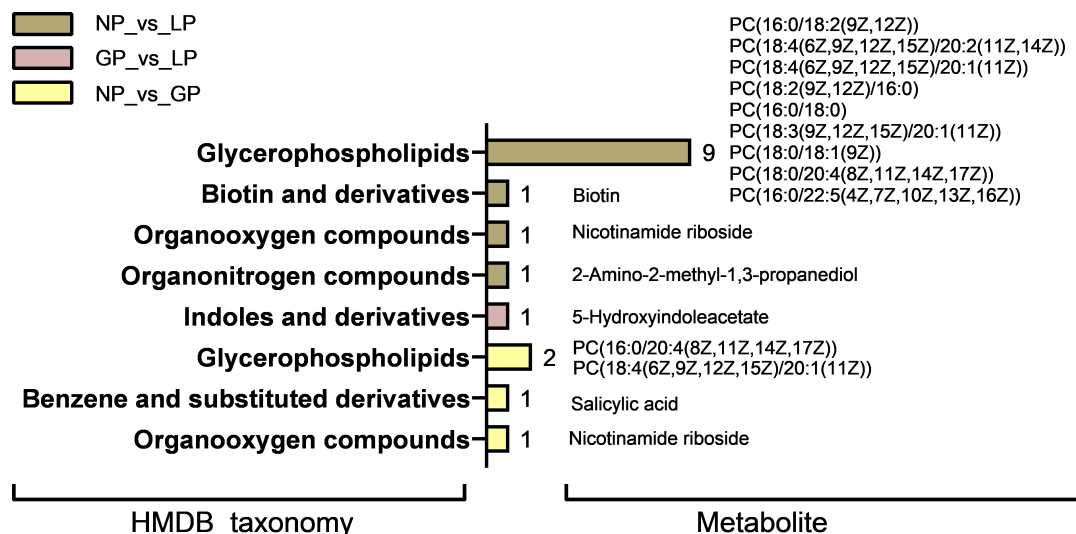 NP_vs_LP
GP_vs_LP
NP_vs_GP
PC(16:0/18:2(9Z,12Z))
PC(18:4(6Z,9Z,12Z,15Z)/20:2(11Z,14Z))
PC(18:4(6Z,9Z,12Z,15Z)/20:1(11Z))
PC(18:2(9Z,12Z)/16:0)
PC(16:0/18:0)
PC(18:3(9Z,12Z,15Z)/20:1(11Z))
PC(18:0/18:1(9Z))
PC(18:0/20:4(8Z,11Z,14Z,17Z))
PC(16:0/22:5(4Z,7Z,10Z,13Z,16Z))
Glycerophospholipids 9
Biotin and derivatives 1 Biotin
Organooxygen compounds 1 Nicotinamide riboside
Organonitrogen compounds 1 2-Amino-2-methyl-1,3-propanediol
Indoles and derivatives 1 5-Hydroxyindoleacetate
Glycerophospholipids 2 PC(16:0/20:4(8Z,11Z,14Z,17Z))
PC(18:4(6Z,9Z,12Z,15Z)/20:1(11Z))
Benzene and substituted derivatives 1 Salicylic acid
Organooxygen compounds 1 Nicotinamide riboside
HMDB taxonomy Metabolite